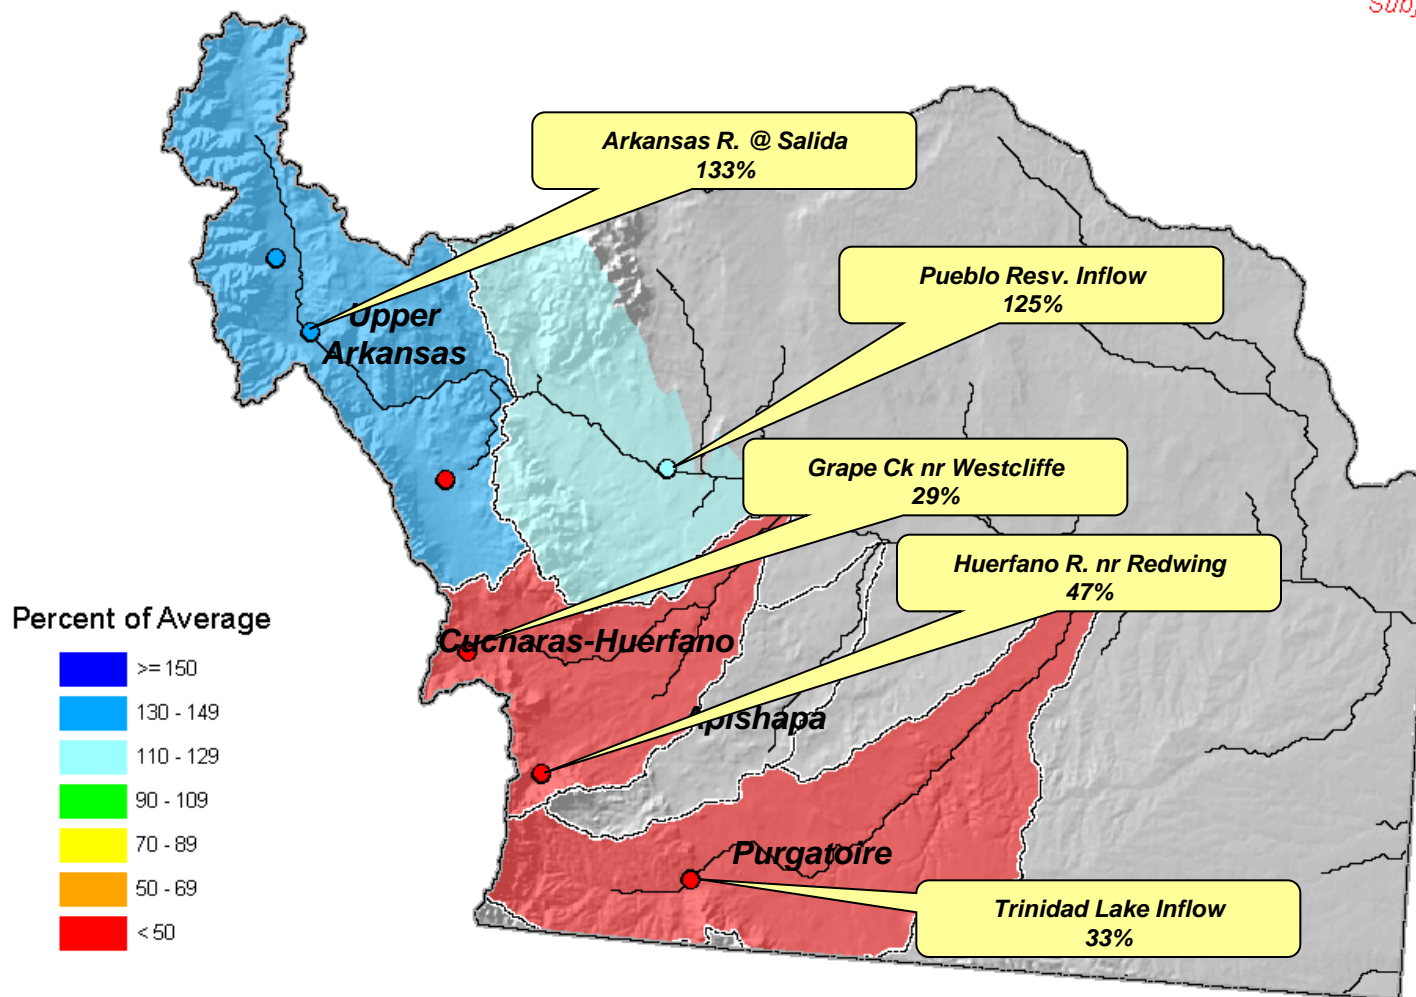 Subj
Arkansas R. @ Salida
133%
Pueblo Resv. Inflow
125%
Upper
Arkansas
Grape Ck nr Westcliffe
29%
Huerfano R. nr Redwing
47%
Percent of Average
>= 150
130 - 149
110 - 129
90 - 109
70 - 89
50 - 69
< 50
Cucharas-Huerfano
Apishapa
Purgatoire
Trinidad Lake Inflow
33%